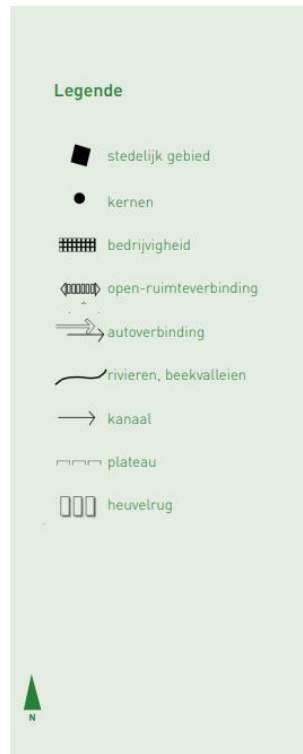 Legende
stedelijk gebied
kernen
bedrijvigheid
open-ruimteverbinding
autoverbinding
rivieren, beekvalleien
kanaal
plateau
heuvelrug
N